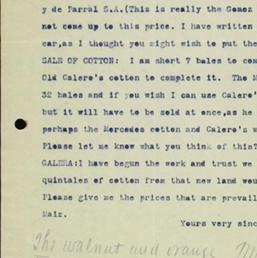 y de Parral S.A.(This is really the Gomez
not come up to this price. I have written
car,as I thought you might wish to put the
SALE OF COTTON: I am short 7 bales to com
Old Calero's cotton to complete it. The M
32 bales and if you wish I can use Calero'
but it will have to be sold at once,as he
perhaps the Mercedes cotton and Calero's w
Please let me know what you think of this?
GALERA:I have begun the work and trust we
quintales of cotton from that new land wou
Please give me the prices that are prevail
Maiz.
Yours very sinc
The walnut and orange